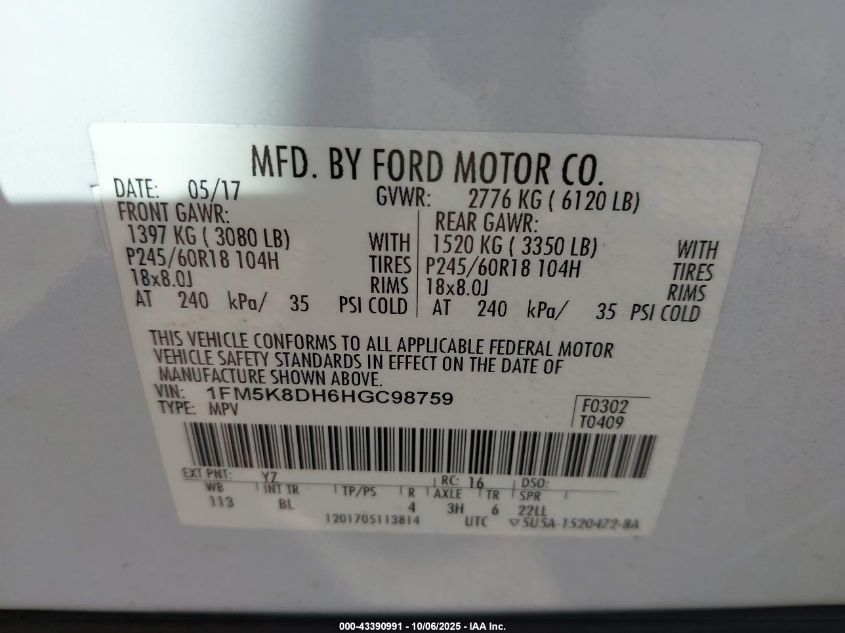 MFD. BY FORD MOTOR CO.
DATE: 05/17 GVWR: 2776 KG ( 6120 LB)
FRONT GAWR: REAR GAWR:
1397 KG ( 3080 LB) WITH 1520 KG ( 3350 LB) WITH
P245/60R18 104H TIRES P245/60R18 104H TIRES
18x8.0J RIMS 18x8.0J RIMS
AT 240 kPa/ 35 PSI COLD AT 240 kPa/ 35 PSI COLD
THIS VEHICLE CONFORMS TO ALL APPLICABLE FEDERAL MOTOR
VEHICLE SAFETY STANDARDS IN EFFECT ON THE DATE OF
MANUFACTURE SHOWN ABOVE.
VIN: 1FM5K8DH6HGC98759
TYPE: MPV
F0302
T0409
EXT PNT: YZ RC: 16 DSO:
WB INT TR TP/PS R AXLE TR SPR
113 BL 4 3H 6 22LL
1201705113814 UTC ▽5U5A-1520472-BA
000-43390991 - 10/06/2025 - IAA Inc.